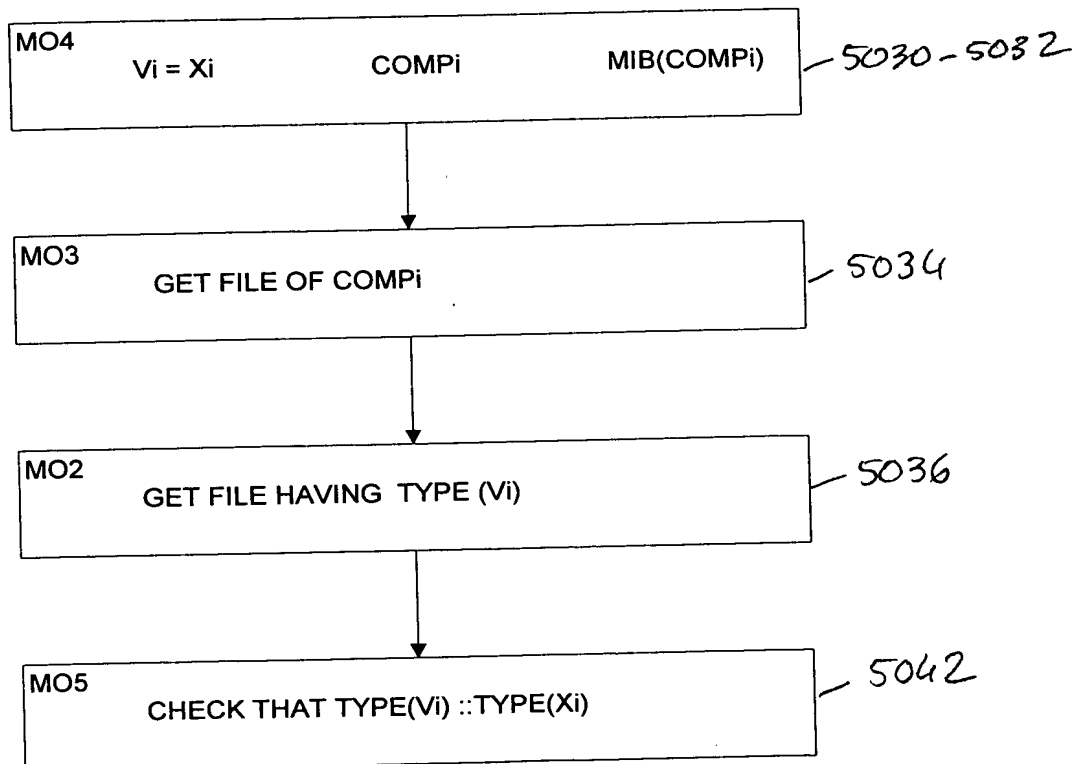 MO4
Vi = Xi COMPi MIB(COMPi)
5030-5032
MO3
GET FILE OF COMPi
5034
MO2
GET FILE HAVING TYPE (Vi)
5036
MO5
CHECK THAT TYPE(Vi) ::TYPE(Xi)
5042